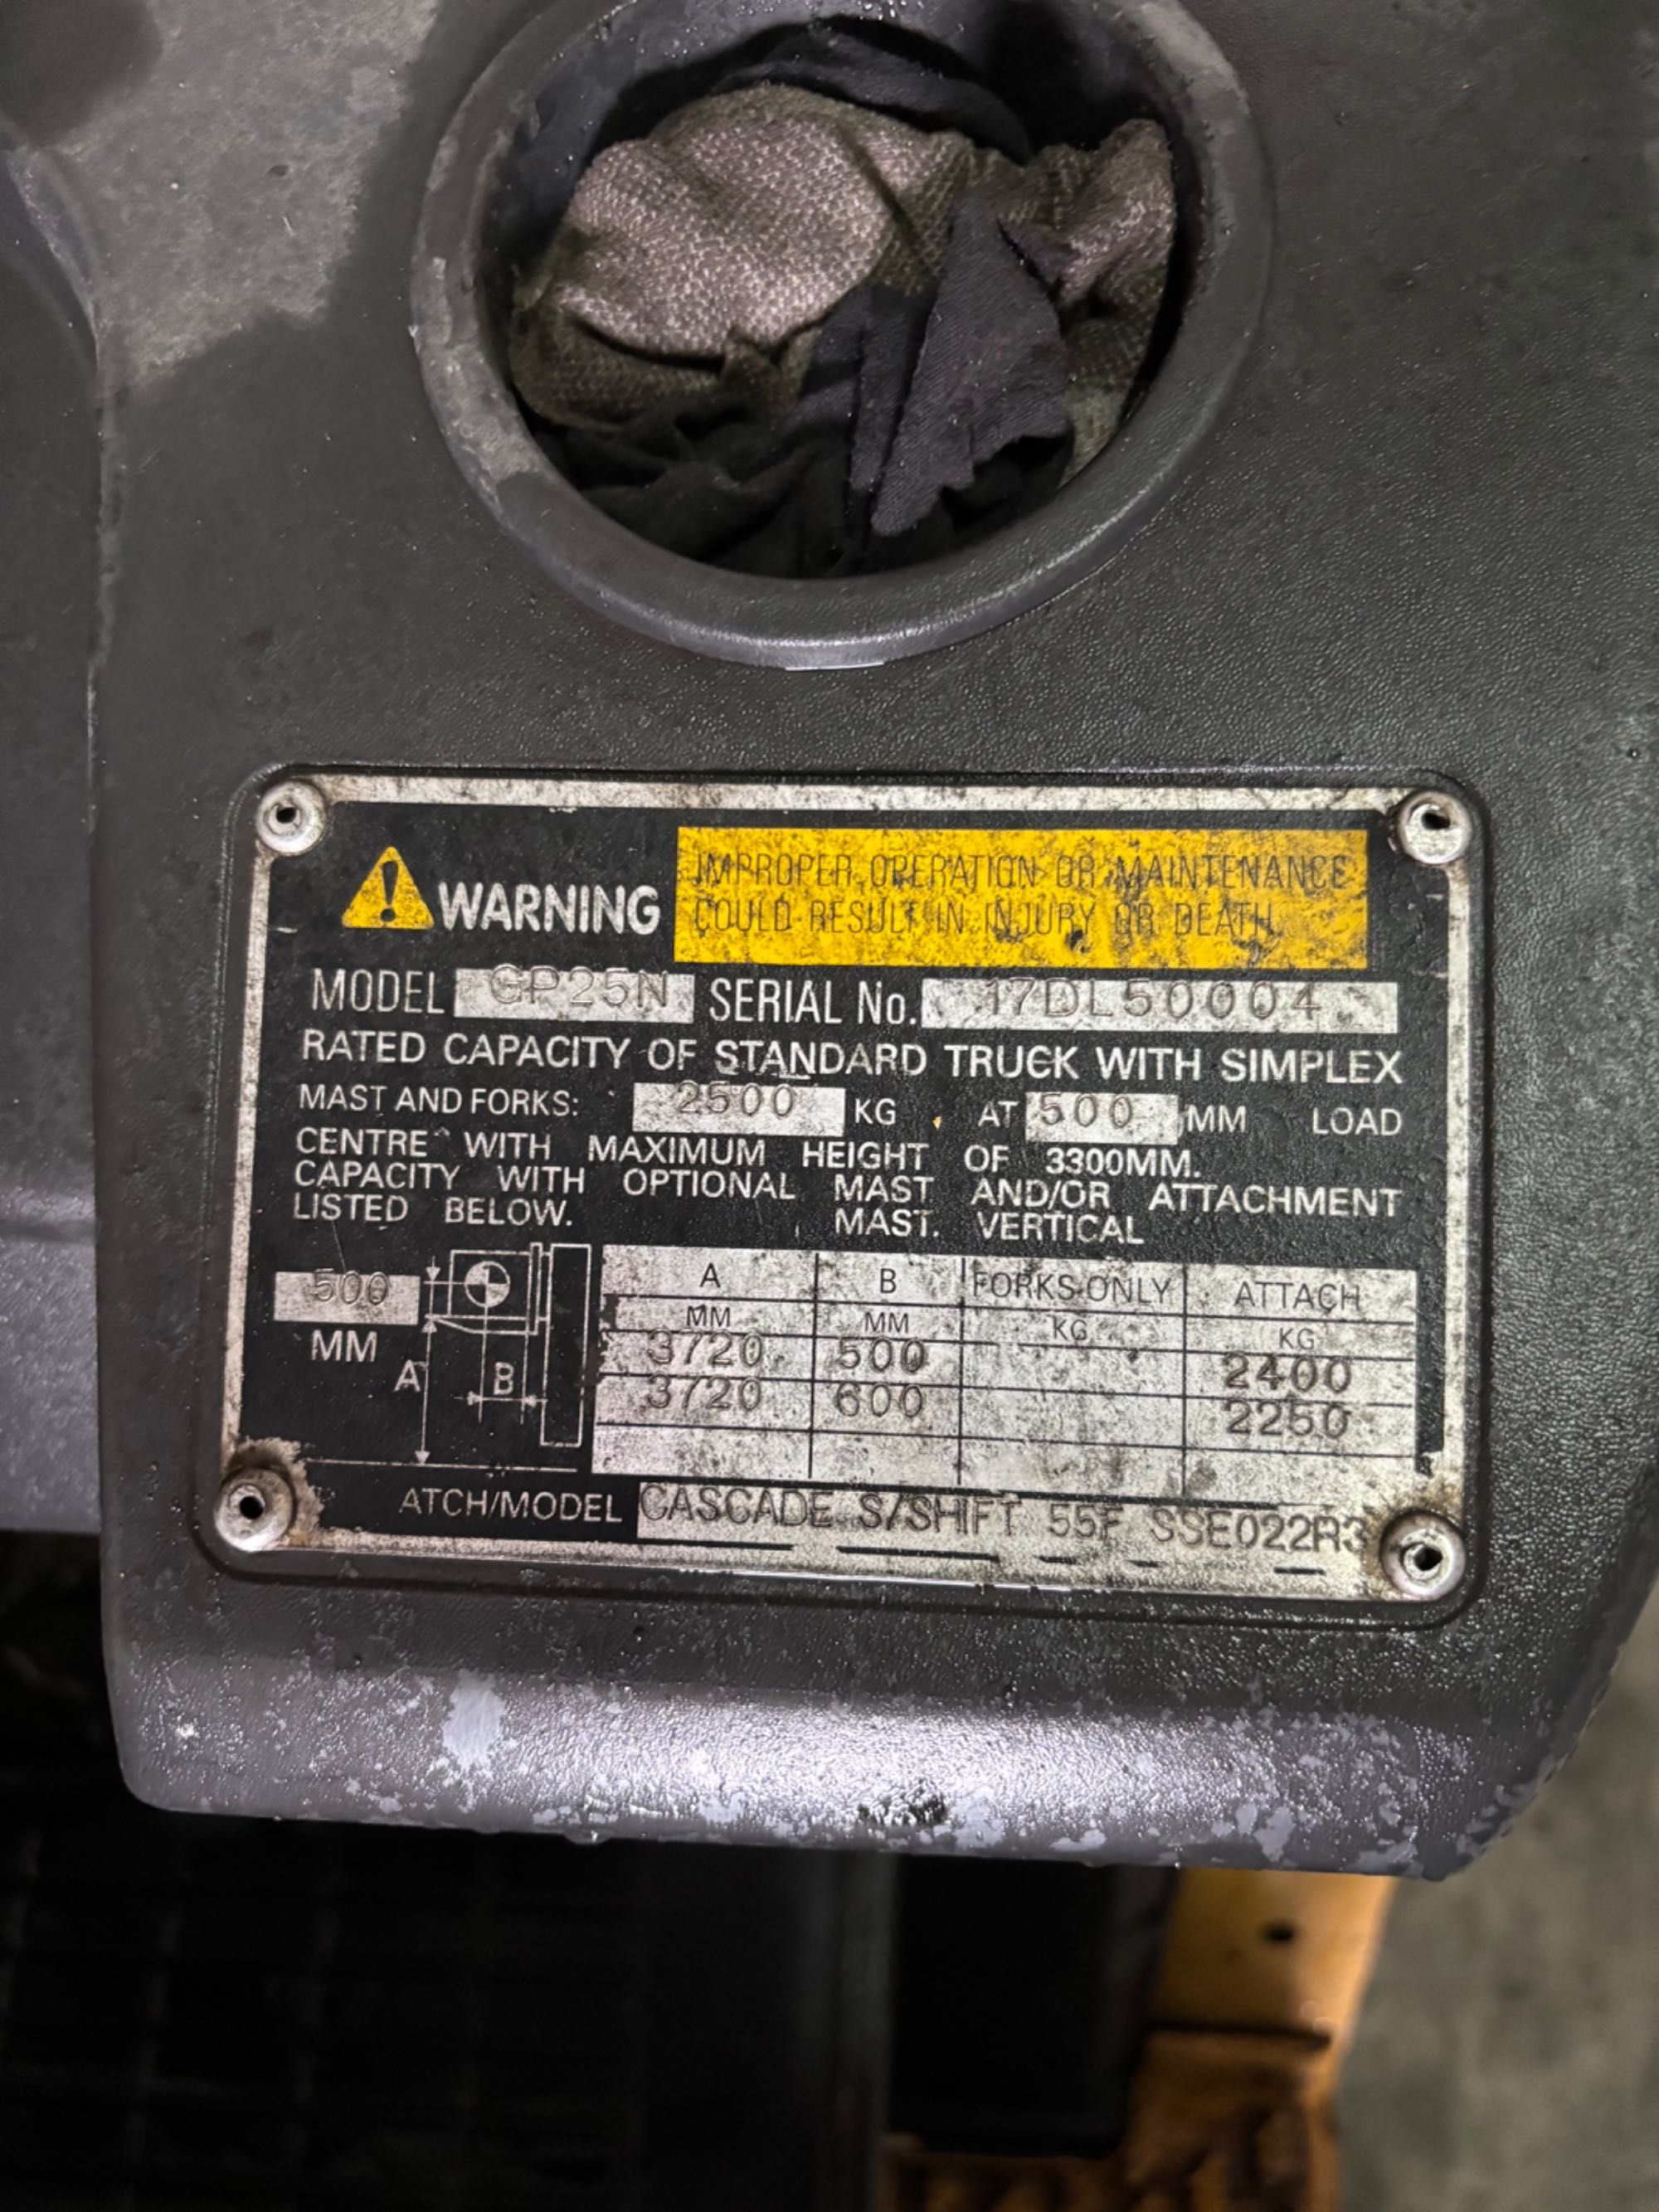 WARNING
IMPROPER OPERATION OR MAINTENANCE
COULD RESULT IN INJURY OR DEATH.
MODEL GP25N SERIAL No. 17DL50004
RATED CAPACITY OF STANDARD TRUCK WITH SIMPLEX
MAST AND FORKS: 2500 KG AT 500 MM LOAD
CENTRE WITH MAXIMUM HEIGHT OF 3300MM.
CAPACITY WITH OPTIONAL MAST AND/OR ATTACHMENT
LISTED BELOW. MAST. VERTICAL
500
MM
A
B
A B FORKS ONLY ATTACH
MM MM KG KG
3720 500 2400
3720 600 2250
ATCH/MODEL CASCADE S/SHIFT 55F SSE022R3